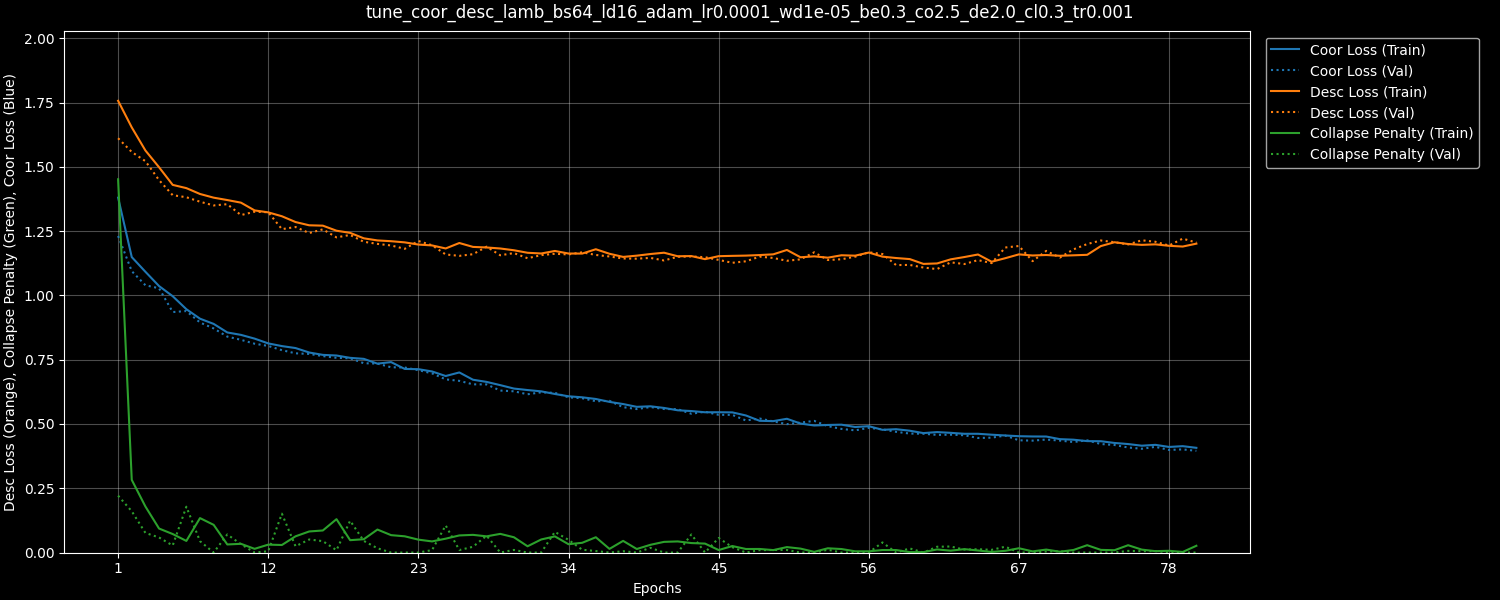 tune_coor_desc_lamb_bs64_ld16_adam_lr0.0001_wd1e-05_be0.3_co2.5_de2.0_cl0.3_tr0.001
Desc Loss (Orange), Collapse Penalty (Green), Coor Loss (Blue)
2.00
1.75
1.50
1.25
1.00
0.75
0.50
0.25
0.00
1 12 23 34 45 56 67 78
Epochs
Coor Loss (Train)
Coor Loss (Val)
Desc Loss (Train)
Desc Loss (Val)
Collapse Penalty (Train)
Collapse Penalty (Val)